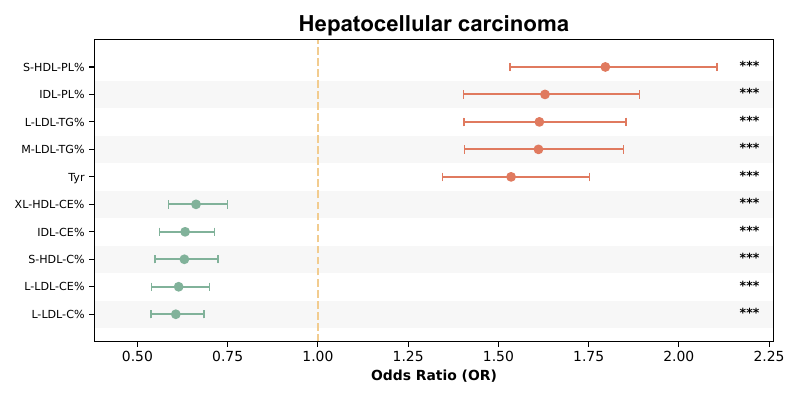 Hepatocellular carcinoma
S-HDL-PL% ***
IDL-PL% ***
L-LDL-TG% ***
M-LDL-TG% ***
Tyr ***
XL-HDL-CE% ***
IDL-CE% ***
S-HDL-C% ***
L-LDL-CE% ***
L-LDL-C% ***
0.50 0.75 1.00 1.25 1.50 1.75 2.00 2.25
Odds Ratio (OR)